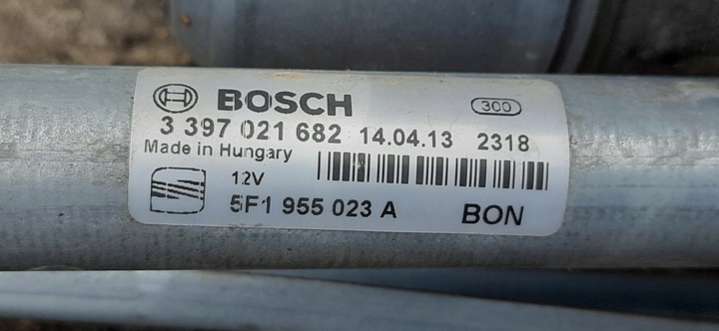 BOSCH 300
3 397 021 682 14.04.13 2318
Made in Hungary
12V
5F1 955 023 A BON